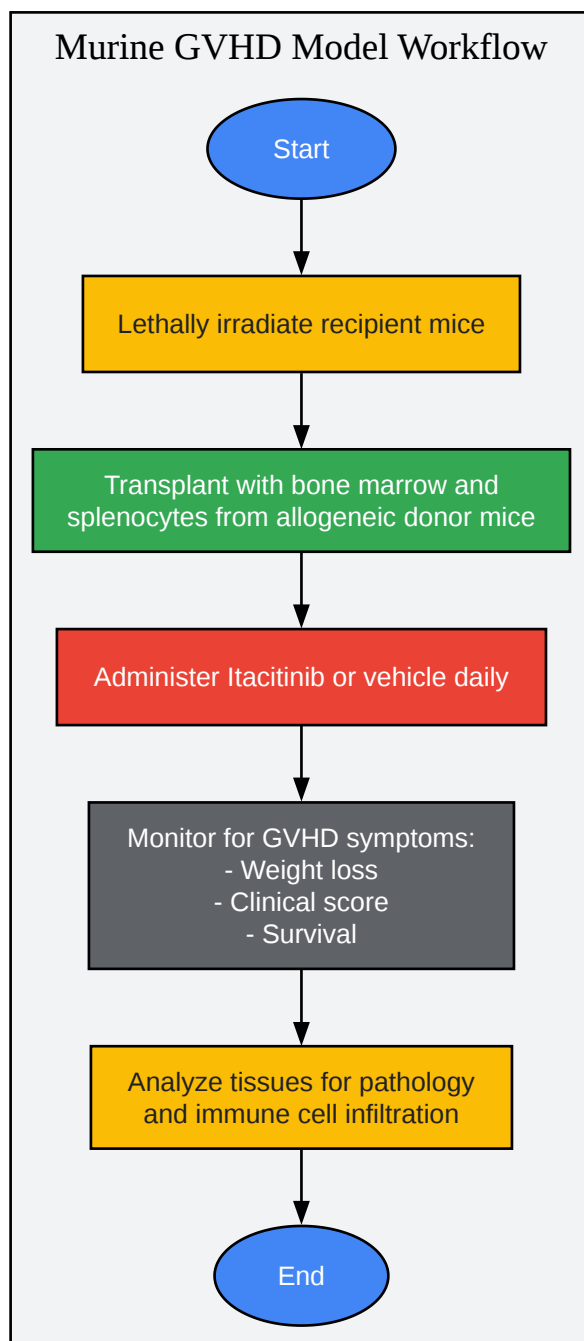 Murine GVHD Model Workflow
Start
Lethally irradiate recipient mice
Transplant with bone marrow and
splenocytes from allogeneic donor mice
Administer Itacitinib or vehicle daily
Monitor for GVHD symptoms:
- Weight loss
- Clinical score
- Survival
Analyze tissues for pathology
and immune cell infiltration
End